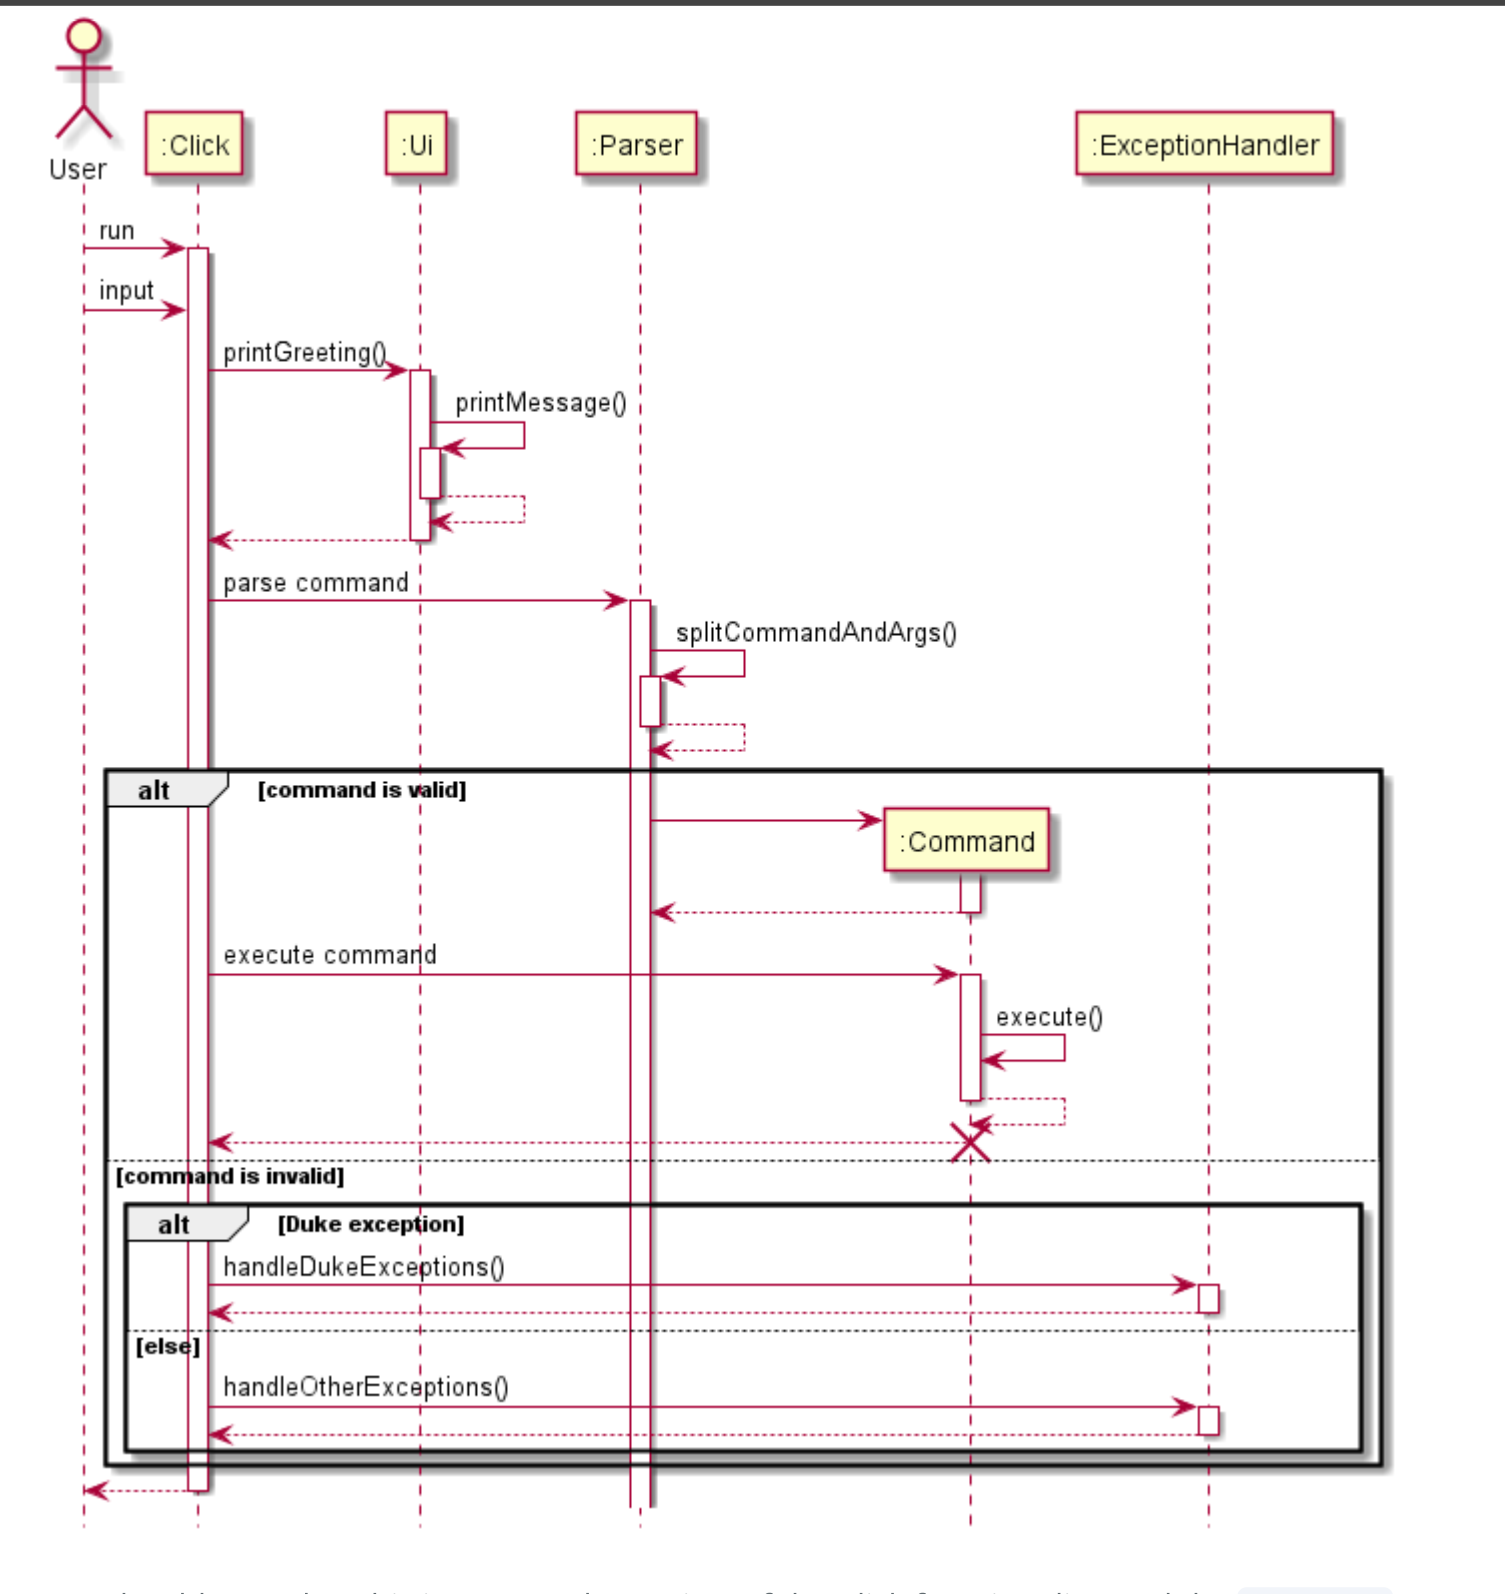 User
:Click
:Ui
:Parser
:ExceptionHandler
run
input
printGreeting()
printMessage()
parse command
splitCommandAndArgs()
alt
[command is valid]
:Command
execute command
execute()
[command is invalid]
alt
[Duke exception]
handleDukeExceptions()
[else]
handleOtherExceptions()